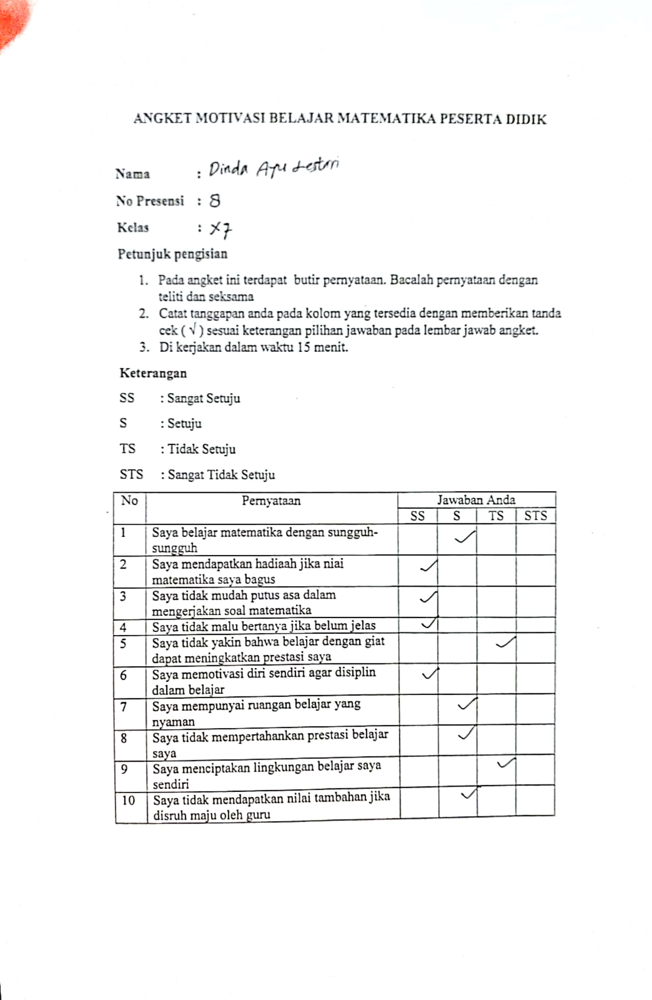 ANGKET MOTIVASI BELAJAR MATEMATIKA PESERTA DIDIK
Nama : Dinda Ayu Lestari
No Presensi : 8
Kelas : X7
Petunjuk pengisian
1. Pada angket ini terdapat butir pernyataan. Bacalah pernyataan dengan
teliti dan seksama
2. Catat tanggapan anda pada kolom yang tersedia dengan memberikan tanda
cek ( √ ) sesuai keterangan pilihan jawaban pada lembar jawab angket.
3. Di kerjakan dalam waktu 15 menit.
Keterangan
SS : Sangat Setuju
S : Setuju
TS : Tidak Setuju
STS : Sangat Tidak Setuju
No Pernyataan Jawaban Anda
SS S TS STS
1 Saya belajar matematika dengan sungguh- ✓
sungguh
2 Saya mendapatkan hadiaah jika niai ✓
matematika saya bagus
3 Saya tidak mudah putus asa dalam ✓
mengerjakan soal matematika
4 Saya tidak malu bertanya jika belum jelas ✓
5 Saya tidak yakin bahwa belajar dengan giat ✓
dapat meningkatkan prestasi saya
6 Saya memotivasi diri sendiri agar disiplin ✓
dalam belajar
7 Saya mempunyai ruangan belajar yang ✓
nyaman
8 Saya tidak mempertahankan prestasi belajar ✓
saya
9 Saya menciptakan lingkungan belajar saya ✓
sendiri
10 Saya tidak mendapatkan nilai tambahan jika ✓
disruh maju oleh guru